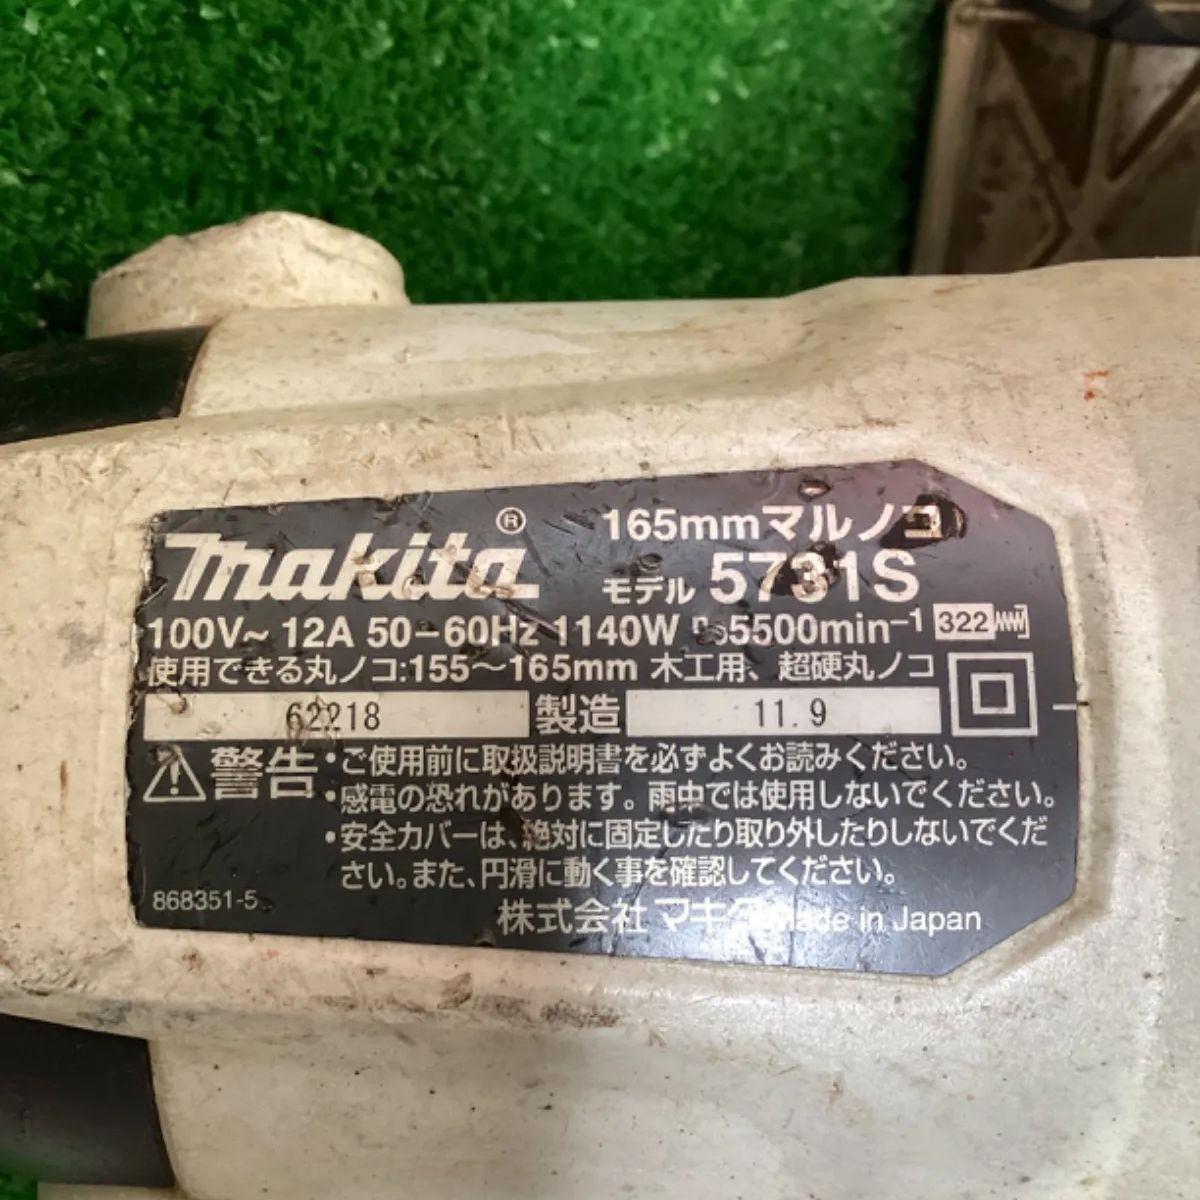 makita®
165mmマルノコ
モデル 5731S
100V~ 12A 50-60Hz 1140W n₀5500min⁻¹ 322
使用できる丸ノコ:155~165mm 木工用、超硬丸ノコ
62218 製造 11.9
警告 ・ご使用前に取扱説明書を必ずよくお読みください。
・感電の恐れがあります。雨中では使用しないでください。
・安全カバーは、絶対に固定したり取り外したりしないでくだ
さい。また、円滑に動く事を確認してください。
868351-5
株式会社 マキタ Made in Japan